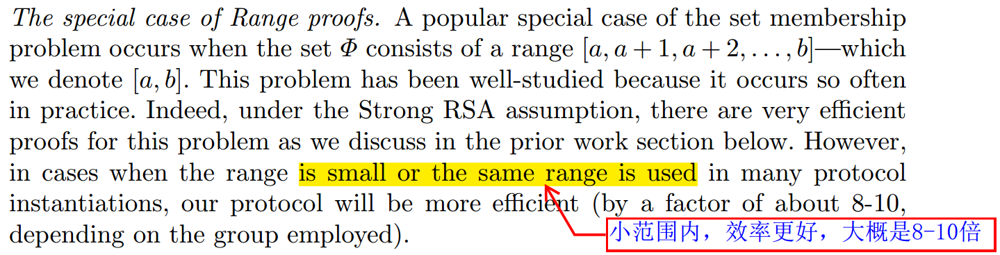 The special case of Range proofs. A popular special case of the set membership
problem occurs when the set Φ consists of a range [a, a + 1, a + 2, . . . , b]—which
we denote [a, b]. This problem has been well-studied because it occurs so often
in practice. Indeed, under the Strong RSA assumption, there are very efficient
proofs for this problem as we discuss in the prior work section below. However,
in cases when the range is small or the same range is used in many protocol
instantiations, our protocol will be more efficient (by a factor of about 8-10,
depending on the group employed).
小范围内，效率更好，大概是8-10倍